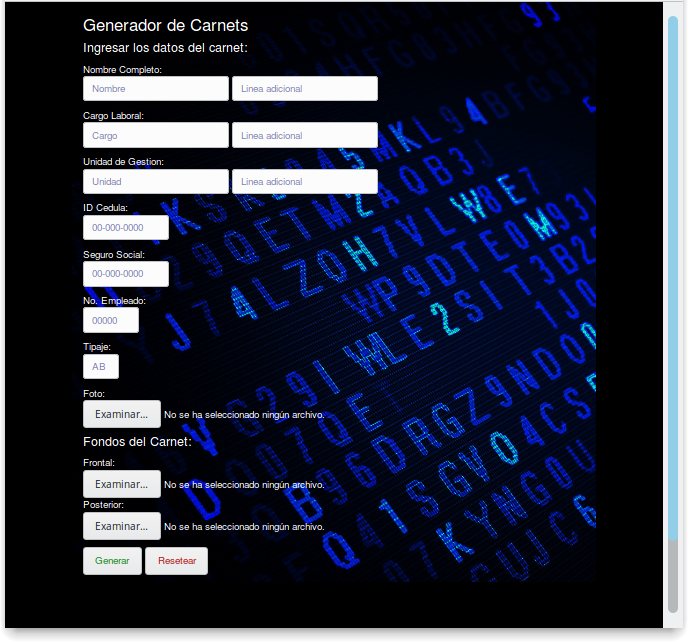 Generador de Carnets
Ingresar los datos del carnet:
Nombre Completo:
Nombre Linea adicional
Cargo Laboral:
Cargo Linea adicional
Unidad de Gestion:
Unidad Linea adicional
ID Cedula:
00-000-0000
Seguro Social:
00-000-0000
No. Empleado:
00000
Tipaje:
AB
Foto:
Examinar... No se ha seleccionado ningún archivo.
Fondos del Carnet:
Frontal:
Examinar... No se ha seleccionado ningún archivo.
Posterior:
Examinar... No se ha seleccionado ningún archivo.
Generar Resetear